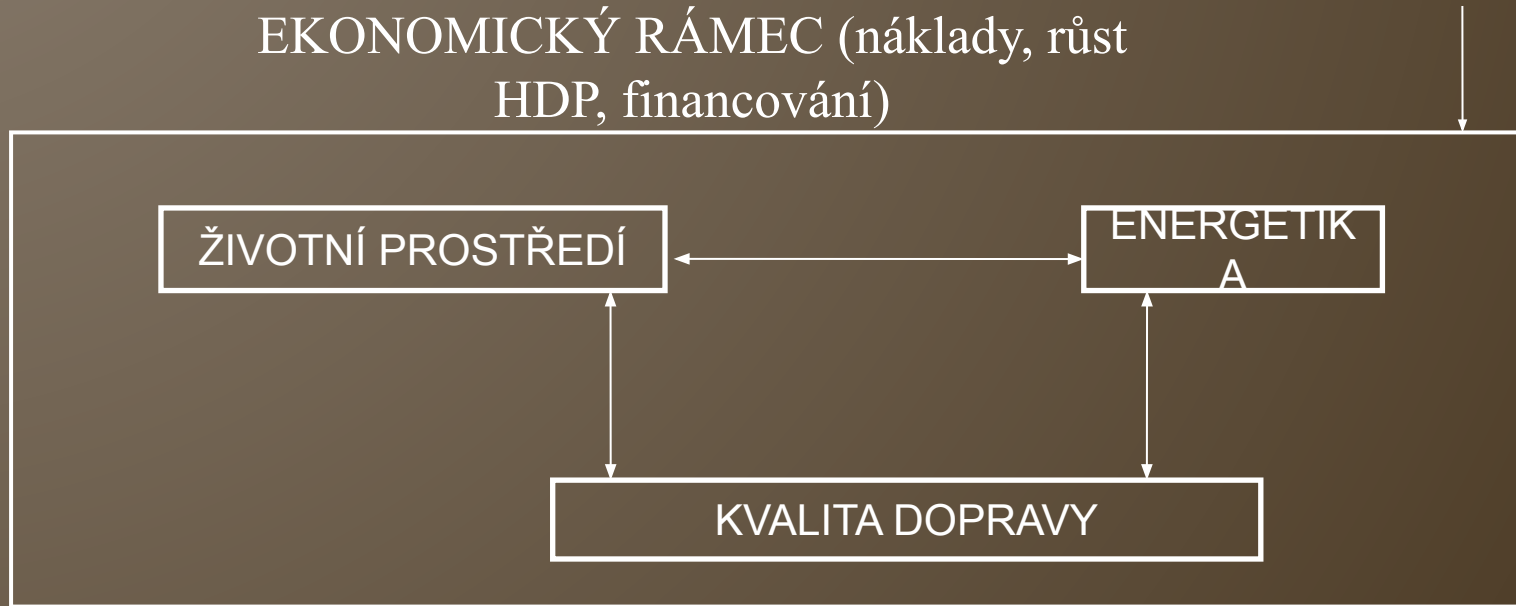 EKONOMICKÝ RÁMEC (náklady, růst
HDP, financování)
ŽIVOTNÍ PROSTŘEDÍ
ENERGETIK
A
KVALITA DOPRAVY